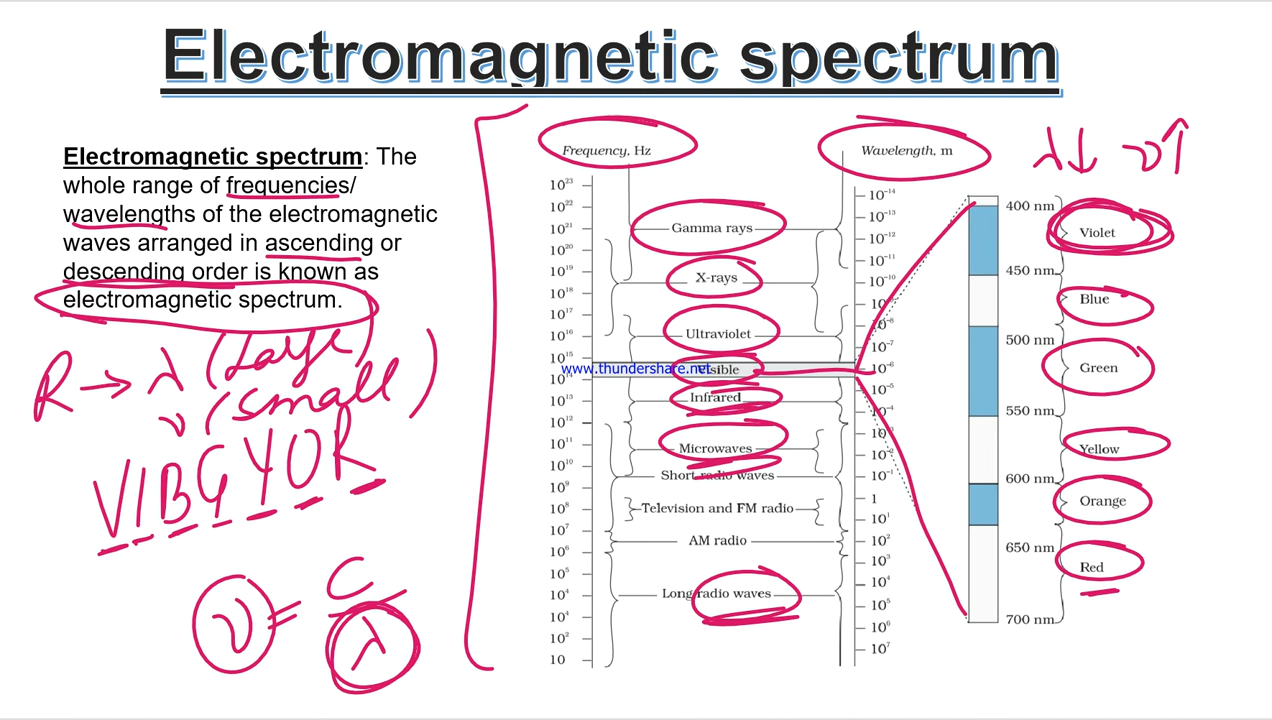 Electromagnetic spectrum
Electromagnetic spectrum: The
whole range of frequencies/
wavelengths of the electromagnetic
waves arranged in ascending or
descending order is known as
electromagnetic spectrum.
R → λ (Large)
ν (small)
VIBGYOR
ν = C/λ
Frequency, Hz
10²³
10²²
10²¹
10²⁰
10¹⁹
10¹⁸
10¹⁷
10¹⁶
10¹⁵
10¹⁴
10¹³
10¹²
10¹¹
10¹⁰
10⁹
10⁸
10⁷
10⁶
10⁵
10⁴
10⁴
10²
10
Gamma rays
X-rays
Ultraviolet
www.thundershare.net
Visible
Infrared
Microwaves
Short radio waves
Television and FM radio
AM radio
Long radio waves
Wavelength, m
10⁻¹⁴
10⁻¹³
10⁻¹²
10⁻¹¹
10⁻¹⁰
10⁻⁷
10⁻⁶
10⁻⁵
10⁻⁴
10⁻¹
1
10¹
10²
10³
10⁴
10⁵
10⁶
10⁷
λ↓ ν↑
400 nm
Violet
450 nm
Blue
500 nm
Green
550 nm
Yellow
600 nm
Orange
650 nm
Red
700 nm